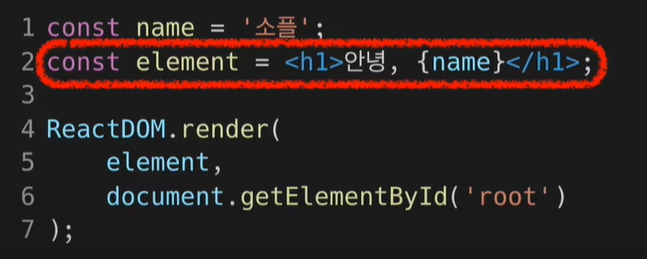 1 const name = '소플';
2 const element = <h1>안녕, {name}</h1>;
3
4 ReactDOM.render(
5     element,
6     document.getElementById('root')
7 );